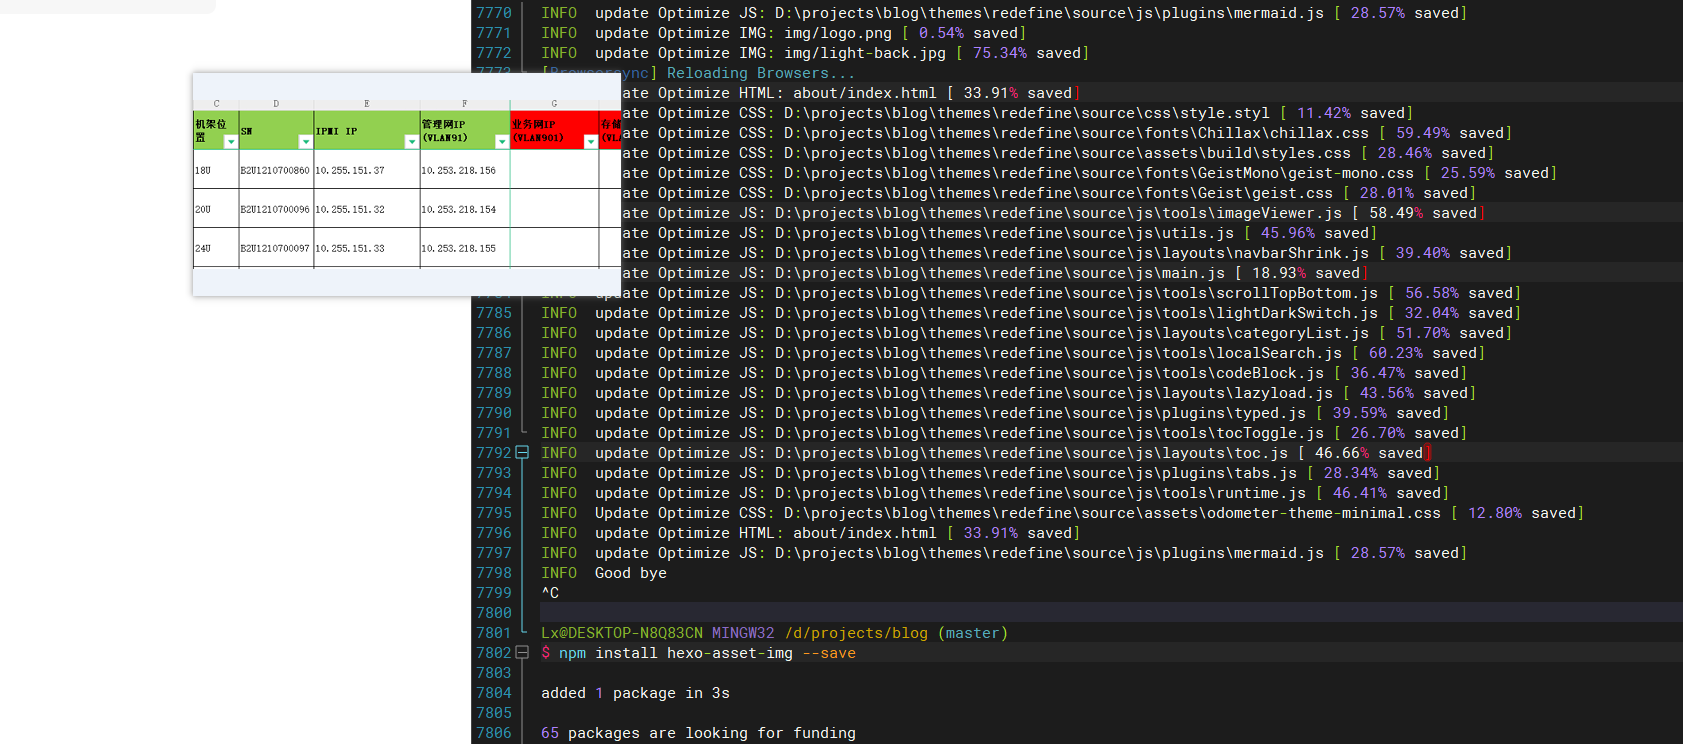 7770 INFO update Optimize JS: D:\projects\blog\themes\redefine\source\js\plugins\mermaid.js [ 28.57% saved]
7771 INFO update Optimize IMG: img/logo.png [ 0.54% saved]
7772 INFO update Optimize IMG: img/light-back.jpg [ 75.34% saved]
7773 [Browsersync] Reloading Browsers...
ate Optimize HTML: about/index.html [ 33.91% saved]
ate Optimize CSS: D:\projects\blog\themes\redefine\source\css\style.styl [ 11.42% saved]
ate Optimize CSS: D:\projects\blog\themes\redefine\source\fonts\Chillax\chillax.css [ 59.49% saved]
ate Optimize CSS: D:\projects\blog\themes\redefine\source\assets\build\styles.css [ 28.46% saved]
ate Optimize CSS: D:\projects\blog\themes\redefine\source\fonts\GeistMono\geist-mono.css [ 25.59% saved]
ate Optimize CSS: D:\projects\blog\themes\redefine\source\fonts\Geist\geist.css [ 28.01% saved]
ate Optimize JS: D:\projects\blog\themes\redefine\source\js\tools\imageViewer.js [ 58.49% saved]
ate Optimize JS: D:\projects\blog\themes\redefine\source\js\utils.js [ 45.96% saved]
ate Optimize JS: D:\projects\blog\themes\redefine\source\js\layouts\navbarShrink.js [ 39.40% saved]
ate Optimize JS: D:\projects\blog\themes\redefine\source\js\main.js [ 18.93% saved]
7784 INFO update Optimize JS: D:\projects\blog\themes\redefine\source\js\tools\scrollTopBottom.js [ 56.58% saved]
7785 INFO update Optimize JS: D:\projects\blog\themes\redefine\source\js\tools\lightDarkSwitch.js [ 32.04% saved]
7786 INFO update Optimize JS: D:\projects\blog\themes\redefine\source\js\layouts\categoryList.js [ 51.70% saved]
7787 INFO update Optimize JS: D:\projects\blog\themes\redefine\source\js\tools\localSearch.js [ 60.23% saved]
7788 INFO update Optimize JS: D:\projects\blog\themes\redefine\source\js\tools\codeBlock.js [ 36.47% saved]
7789 INFO update Optimize JS: D:\projects\blog\themes\redefine\source\js\layouts\lazyload.js [ 43.56% saved]
7790 INFO update Optimize JS: D:\projects\blog\themes\redefine\source\js\plugins\typed.js [ 39.59% saved]
7791 INFO update Optimize JS: D:\projects\blog\themes\redefine\source\js\tools\tocToggle.js [ 26.70% saved]
7792 INFO update Optimize JS: D:\projects\blog\themes\redefine\source\js\layouts\toc.js [ 46.66% saved]
7793 INFO update Optimize JS: D:\projects\blog\themes\redefine\source\js\plugins\tabs.js [ 28.34% saved]
7794 INFO update Optimize JS: D:\projects\blog\themes\redefine\source\js\tools\runtime.js [ 46.41% saved]
7795 INFO Update Optimize CSS: D:\projects\blog\themes\redefine\source\assets\odometer-theme-minimal.css [ 12.80% saved]
7796 INFO update Optimize HTML: about/index.html [ 33.91% saved]
7797 INFO update Optimize JS: D:\projects\blog\themes\redefine\source\js\plugins\mermaid.js [ 28.57% saved]
7798 INFO Good bye
7799 ^C
7800
7801 Lx@DESKTOP-N8Q83CN MINGW32 /d/projects/blog (master)
7802 $ npm install hexo-asset-img --save
7803
7804 added 1 package in 3s
7805
7806 65 packages are looking for funding
C D E F G
机架位置 SN IPMI IP 管理网IP (VLAN91) 业务网IP (VLAN901) 存储 (VL
18U B2U1210700860 10.255.151.37 10.253.218.156
20U B2U1210700096 10.255.151.32 10.253.218.154
24U B2U1210700097 10.255.151.33 10.253.218.155